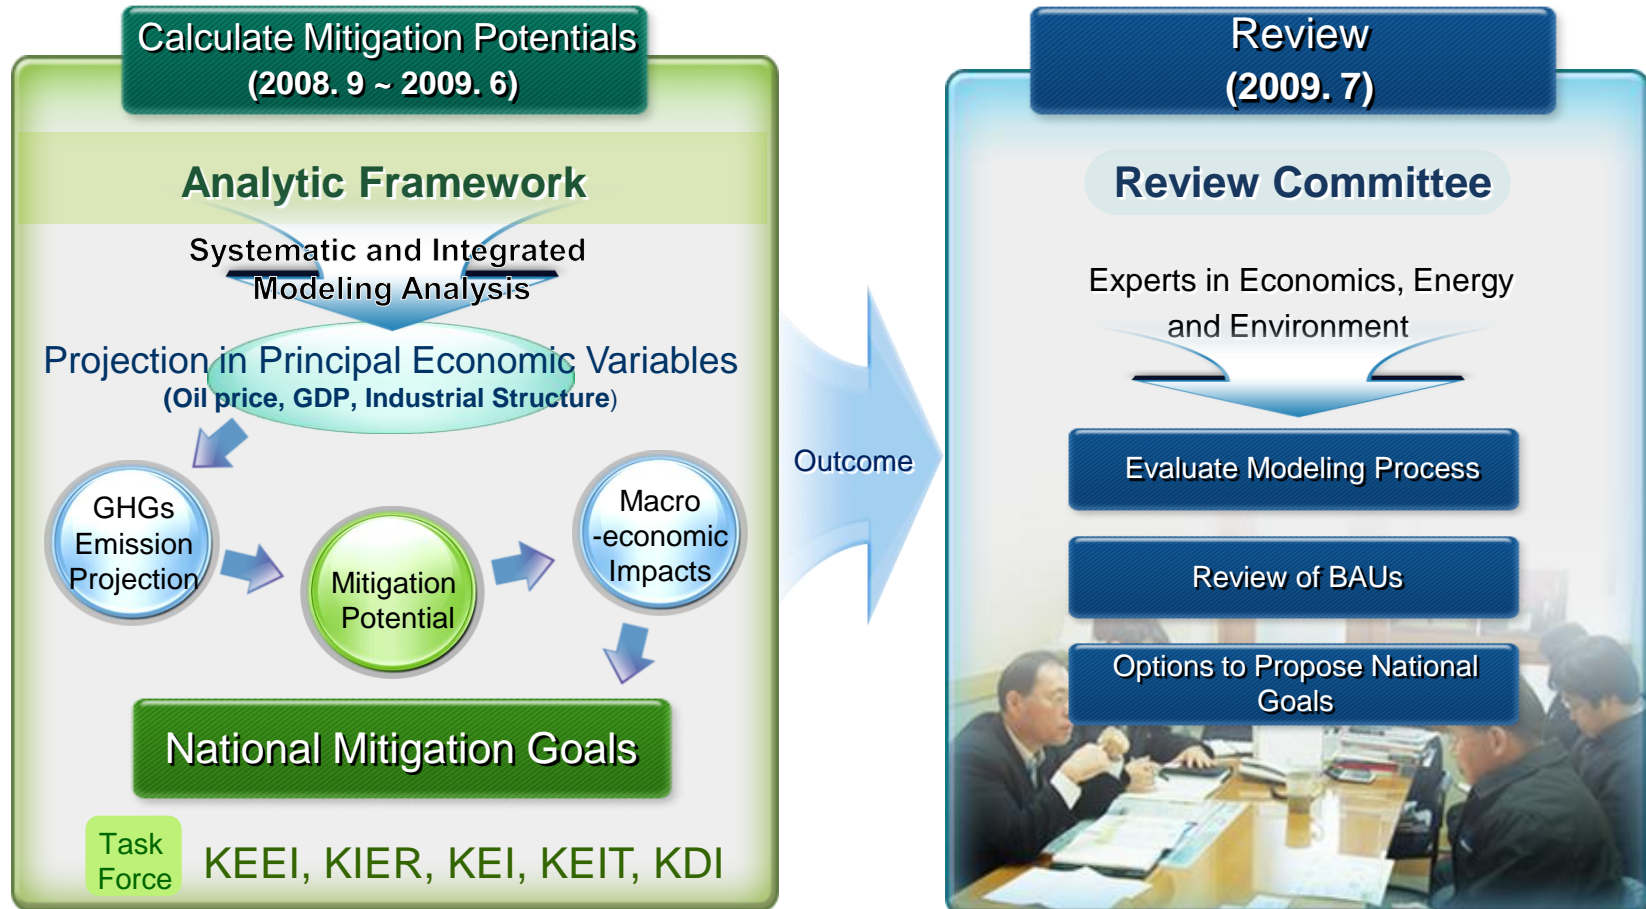 Calculate Mitigation Potentials
(2008. 9 ~ 2009. 6)
Analytic Framework
Systematic and Integrated
Modeling Analysis
Projection in Principal Economic Variables
(Oil price, GDP, Industrial Structure)
GHGs
Emission
Projection
Mitigation
Potential
Macro
-economic
Impacts
National Mitigation Goals
Task
Force
KEEI, KIER, KEI, KEIT, KDI
Outcome
Review
(2009. 7)
Review Committee
Experts in Economics, Energy
and Environment
Evaluate Modeling Process
Review of BAUs
Options to Propose National
Goals